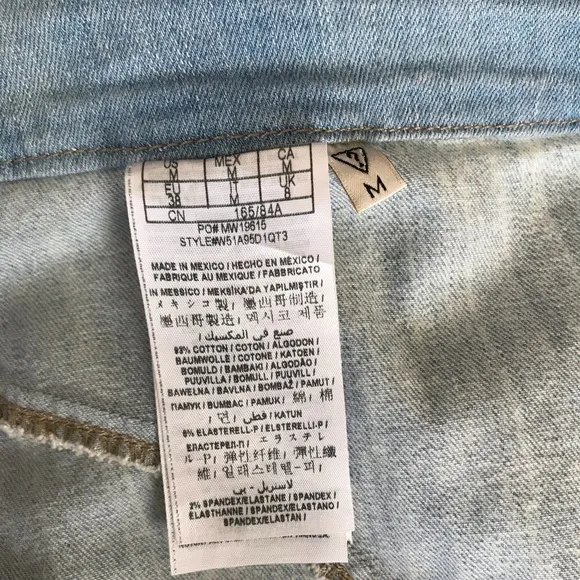 US MEX CA
M M M
EU IT UK
38 M 8
CN 165/84A
PO# MW19615
STYLE#W51A95D1QT3
MADE IN MEXICO / HECHO EN MÉXICO /
FABRIQUE AU MEXIQUE / FABBRICATO
IN MESSICO / MEKSİKA'DA YAPILMIŞTIR /
メキシコ製 / 墨西哥制造 /
墨西哥製造 / 멕시코 제품
صنع في المكسيك /
93% COTTON / COTON / ALGODON /
BAUMWOLLE / COTONE / KATOEN /
BOMULD / BAMBAKI / ALGODÃO /
PUUVILLA / BOMULL / PUUVILL /
BAWELNA / BAVLNA / BOMBAŽ / PAMUT /
ПАМУК / BUMBAC / PAMUK / 綿 / 棉
/ 면 / قطن / KATUN
ELASTERELL-P / ELASTERELL-P /
ЕЛАСТЕРЕЛ-П / エラステレ
ル-P / 弹性纤维 / 彈性纖
維 / 일래스테렐-피 /
لاستريل-بي
2% SPANDEX/ELASTANE / SPANDEX /
ELASTHANNE / SPANDEX/ELASTANO /
SPANDEX/ELASTAN /
?
M